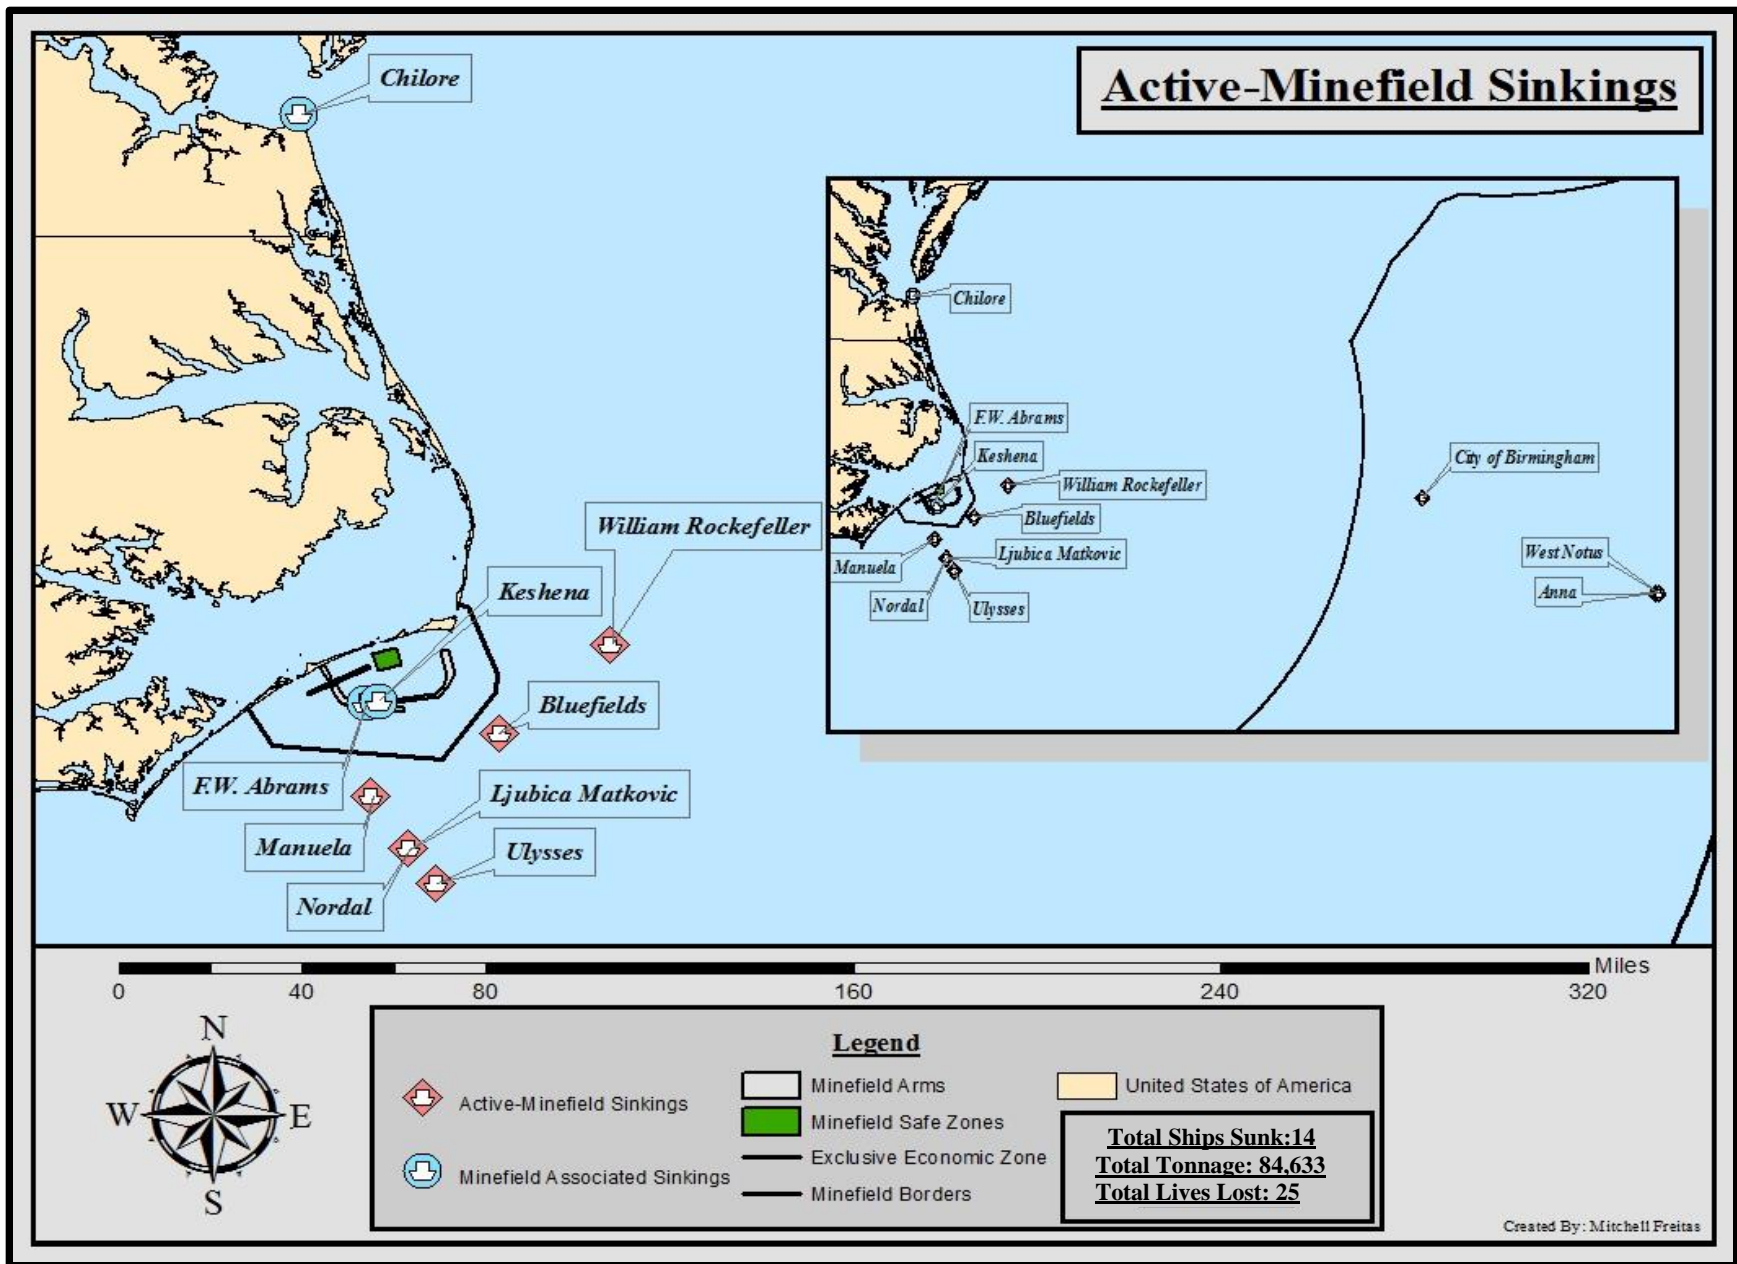 Active-Minefield Sinkings
Chilore
William Rockefeller
Keshena
Bluefields
F.W. Abrams
Ljubica Matkovic
Manuela
Ulysses
Nordal
Chilore
F.W. Abrams
Keshena
William Rockefeller
City of Birmingham
Bluefields
Ljubica Matkovic
West Notus
Manuela
Anna
Nordal
Ulysses
Miles
0 40 80 160 240 320
N
W E
S
Legend
Active-Minefield Sinkings
Minefield Associated Sinkings
Minefield Arms
Minefield Safe Zones
Exclusive Economic Zone
Minefield Borders
United States of America
Total Ships Sunk:14
Total Tonnage: 84,633
Total Lives Lost: 25
Created By: Mitchell Freitas